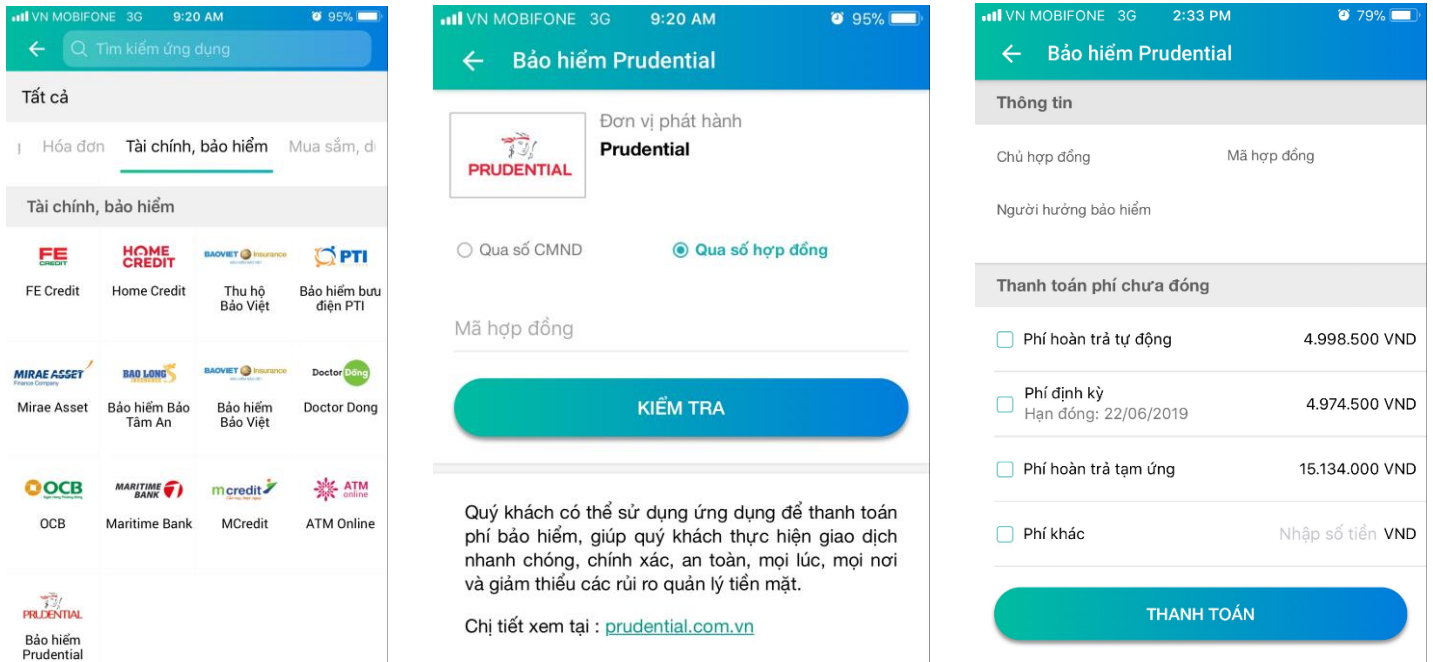 VN MOBIFONE 3G 9:20 AM 95%
Tìm kiếm ứng dụng
Tất cả
Hóa đơn Tài chính, bảo hiểm Mua sắm, d
Tài chính, bảo hiểm
FE CREDIT
HOME CREDIT
BAOVIET Insurance
PTI
FE Credit
Home Credit
Thu hộ
Bảo Việt
Bảo hiểm bưu
điện PTI
MIRAE ASSET
Finance Company
BAO LONG
INSURANCE
BAOVIET Insurance
Doctor Đồng
Mirae Asset
Bảo hiểm Bảo
Tâm An
Bảo hiểm
Bảo Việt
Doctor Dong
OCB
MARITIME
BANK
mcredit
ATM
online
OCB
Maritime Bank
MCredit
ATM Online
PRUDENTIAL
Bảo hiểm
Prudential
VN MOBIFONE 3G 9:20 AM 95%
Bảo hiểm Prudential
PRUDENTIAL
Đơn vị phát hành
Prudential
Qua số CMND Qua số hợp đồng
Mã hợp đồng
KIỂM TRA
Quý khách có thể sử dụng ứng dụng để thanh toán
phí bảo hiểm, giúp quý khách thực hiện giao dịch
nhanh chóng, chính xác, an toàn, mọi lúc, mọi nơi
và giảm thiểu các rủi ro quản lý tiền mặt.
Chị tiết xem tại : prudential.com.vn
VN MOBIFONE 3G 2:33 PM 79%
Bảo hiểm Prudential
Thông tin
Chủ hợp đồng Mã hợp đồng
Người hướng bảo hiểm
Thanh toán phí chưa đóng
Phí hoàn trả tự động 4.998.500 VND
Phí định kỳ
Hạn đóng: 22/06/2019
4.974.500 VND
Phí hoàn trả tạm ứng 15.134.000 VND
Phí khác Nhập số tiền VND
THANH TOÁN